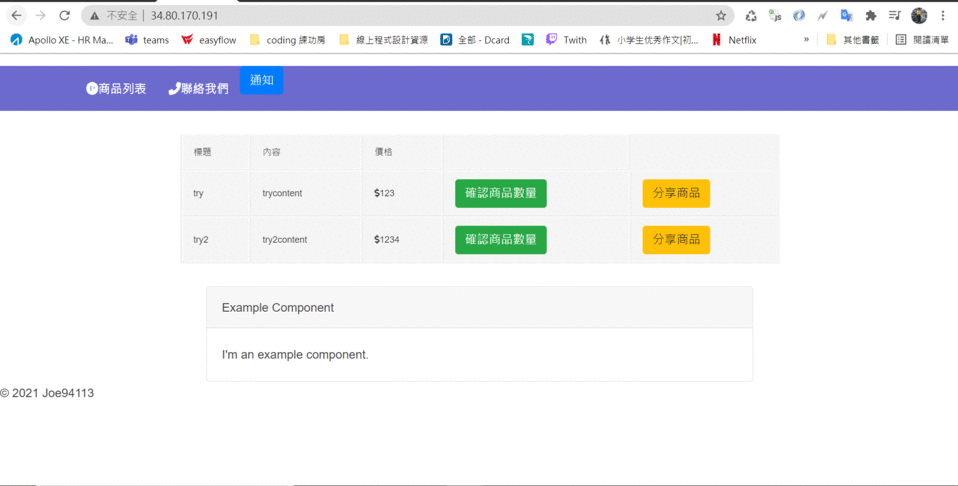 不安全 34.80.170.191
Apollo XE - HR Ma... teams easyflow coding 課功房 線上程式設計資源 全部 - Dcard Twith 小学生优秀作文|初... Netflix » 其他書籤 閱讀清單
商品列表 聯絡我們 通知
標題 內容 價格
try trycontent $123 確認商品數量 分享商品
try2 try2content $1234 確認商品數量 分享商品
Example Component
I'm an example component.
© 2021 Joe94113